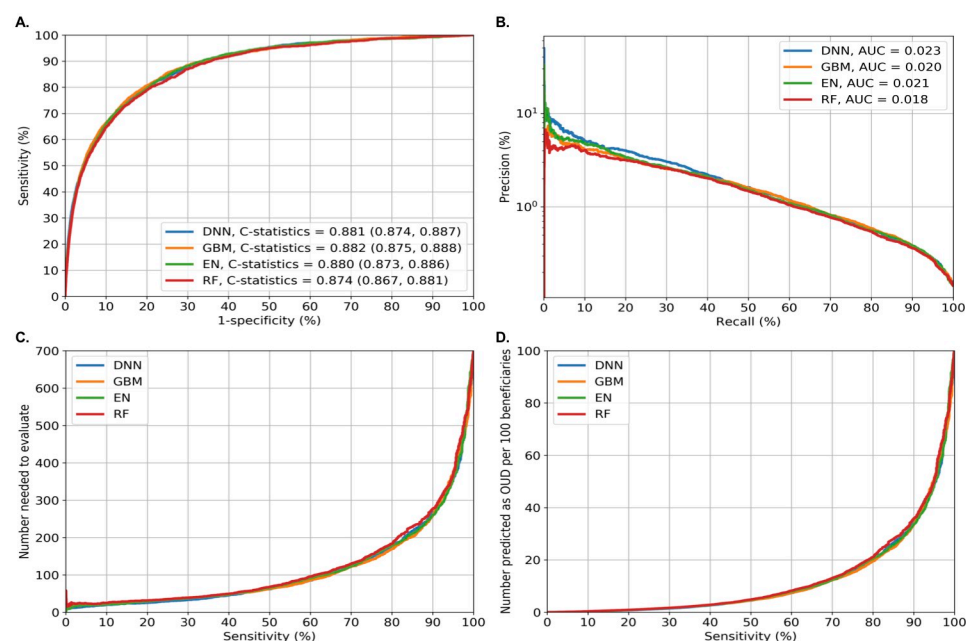 A.
100
90
80
70
60
50
40
30
20
10
0
Sensitivity (%)
DNN, C-statistics = 0.881 (0.874, 0.887)
GBM, C-statistics = 0.882 (0.875, 0.888)
EN, C-statistics = 0.880 (0.873, 0.886)
RF, C-statistics = 0.874 (0.867, 0.881)
0 10 20 30 40 50 60 70 80 90 100
1-specificity (%)
B.
10¹
10⁰
Precision (%)
DNN, AUC = 0.023
GBM, AUC = 0.020
EN, AUC = 0.021
RF, AUC = 0.018
0 10 20 30 40 50 60 70 80 90 100
Recall (%)
C.
700
600
500
400
300
200
100
0
Number needed to evaluate
DNN
GBM
EN
RF
0 10 20 30 40 50 60 70 80 90 100
Sensitivity (%)
D.
100
80
60
40
20
0
Number predicted as OUD per 100 beneficiaries
DNN
GBM
EN
RF
0 10 20 30 40 50 60 70 80 90 100
Sensitivity (%)